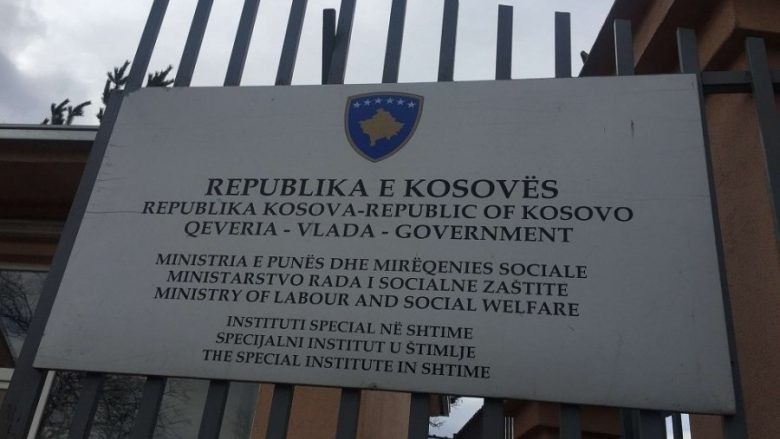 REPUBLIKA E KOSOVËS
REPUBLIKA KOSOVA-REPUBLIC OF KOSOVO
QEVERIA - VLADA - GOVERNMENT
MINISTRIA E PUNËS DHE MIRËQENIES SOCIALE
MINISTARSTVO RADA I SOCIALNE ZAŠTITE
MINISTRY OF LABOUR AND SOCIAL WELFARE
INSTITUTI SPECIAL NË SHTIME
SPECIJALNI INSTITUT U ŠTIMLJE
THE SPECIAL INSTITUTE IN SHTIME